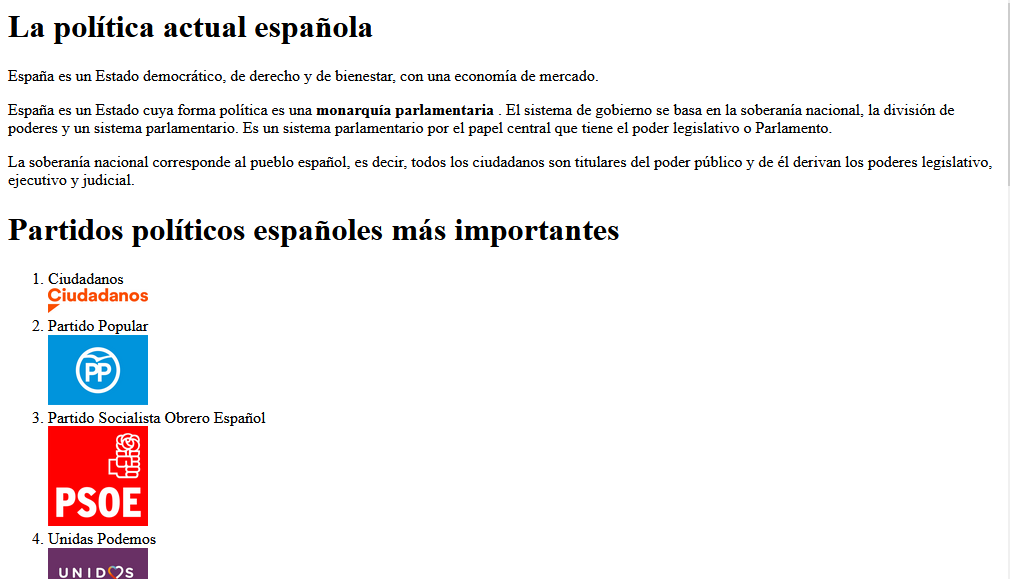 La política actual española
España es un Estado democrático, de derecho y de bienestar, con una economía de mercado.
España es un Estado cuya forma política es una monarquía parlamentaria . El sistema de gobierno se basa en la soberanía nacional, la división de
poderes y un sistema parlamentario. Es un sistema parlamentario por el papel central que tiene el poder legislativo o Parlamento.
La soberanía nacional corresponde al pueblo español, es decir, todos los ciudadanos son titulares del poder público y de él derivan los poderes legislativo,
ejecutivo y judicial.
Partidos políticos españoles más importantes
1. Ciudadanos
Ciudadanos
2. Partido Popular
PP
3. Partido Socialista Obrero Español
PSOE
4. Unidas Podemos
UNIDOS